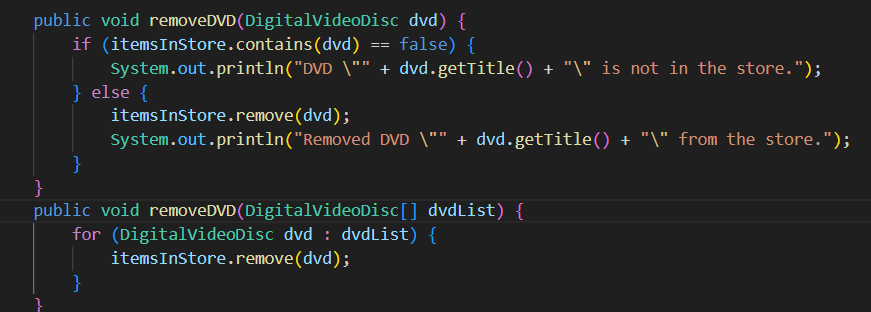 public void removeDVD(DigitalVideoDisc dvd) {
    if (itemsInStore.contains(dvd) == false) {
        System.out.println("DVD \"" + dvd.getTitle() + "\" is not in the store.");
    } else {
        itemsInStore.remove(dvd);
        System.out.println("Removed DVD \"" + dvd.getTitle() + "\" from the store.");
    }
}
public void removeDVD(DigitalVideoDisc[] dvdList) {
    for (DigitalVideoDisc dvd : dvdList) {
        itemsInStore.remove(dvd);
    }
}